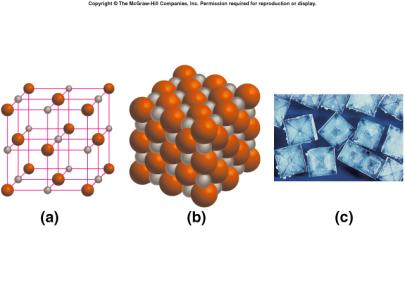 Copyright © The McGraw-Hill Companies, Inc. Permission required for reproduction or display.
(a) (b) (c)